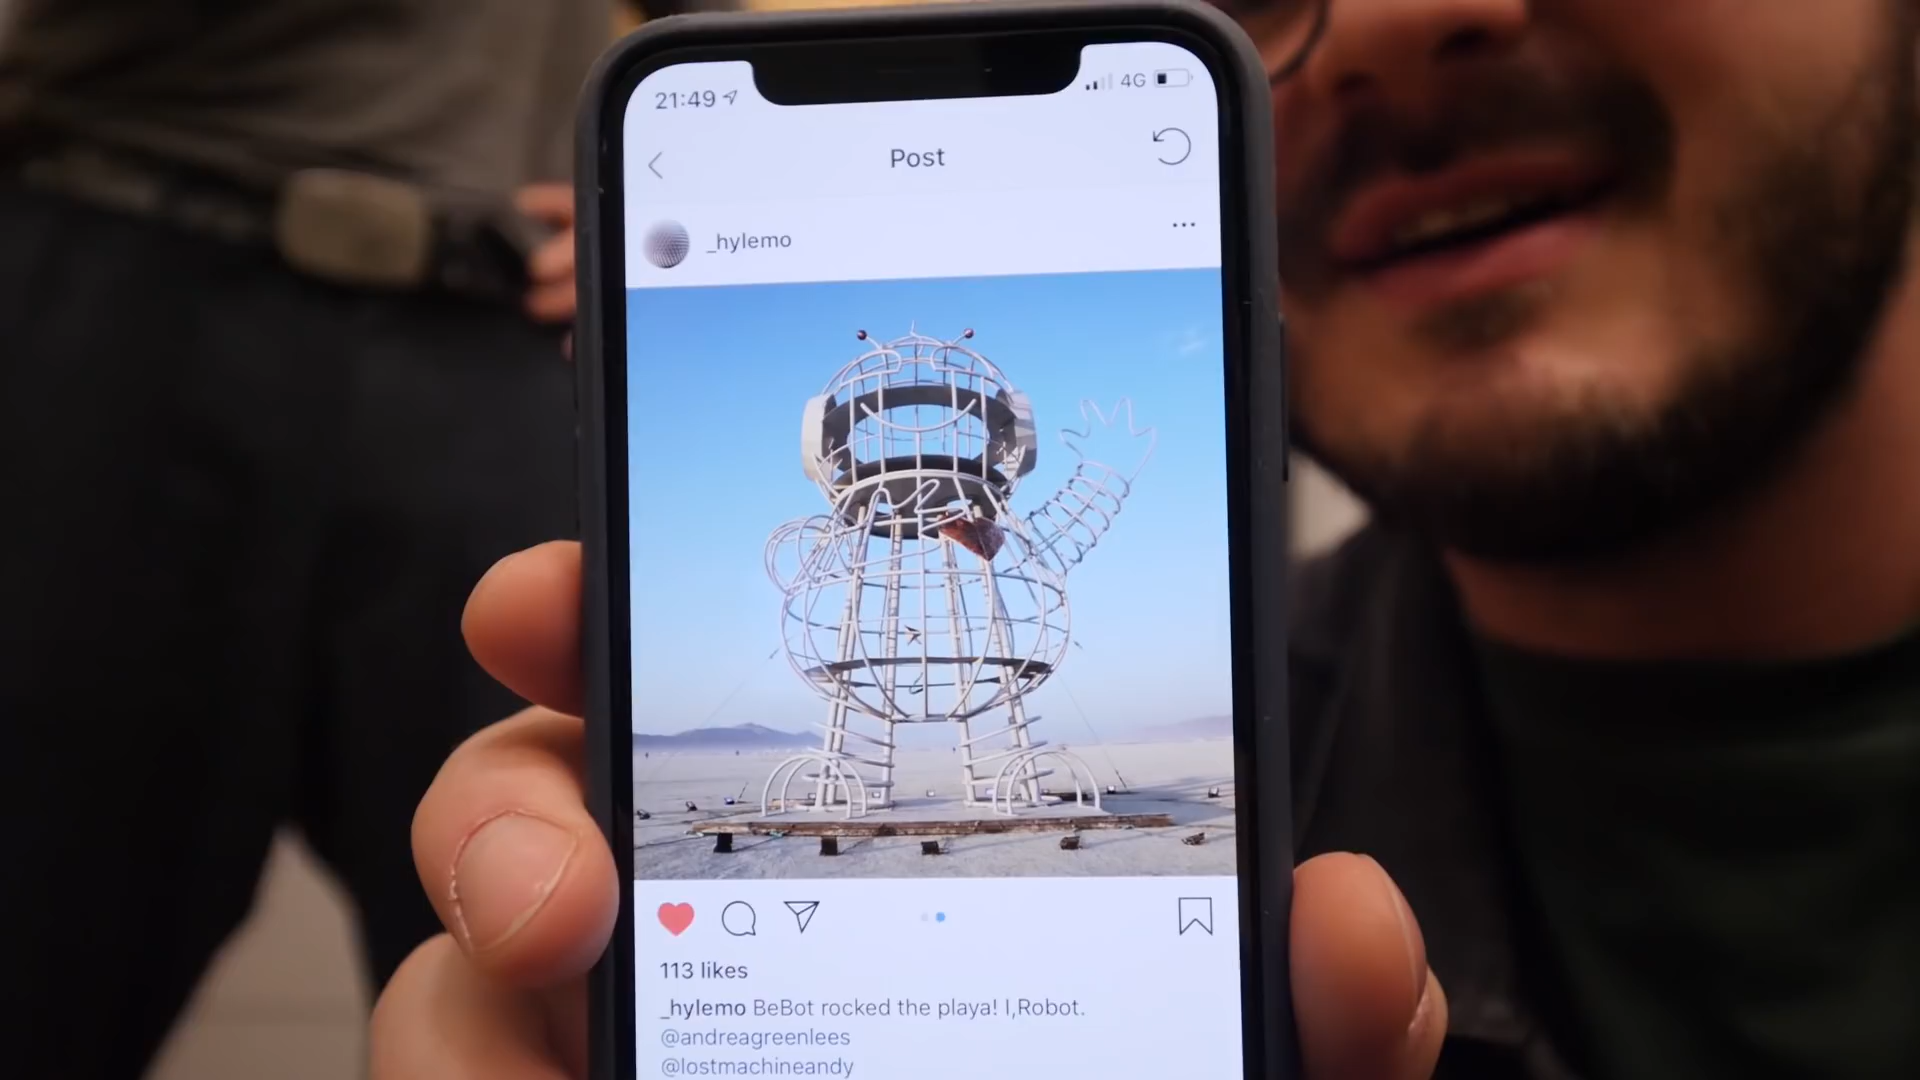 21:49
4G
Post
_hylemo
113 likes
_hylemo BeBot rocked the playa! I,Robot.
@andreagreenlees
@lostmachineandy